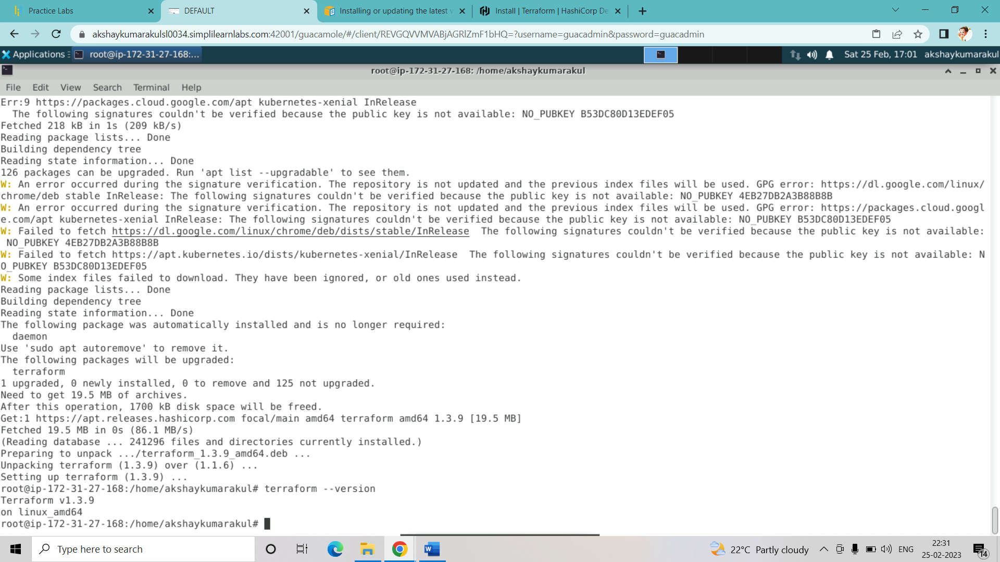 Practice Labs
DEFAULT
Installing or updating the latest v
Install | Terraform | HashiCorp De
akshaykumarakulsl0034.simplilearnlabs.com:42001/guacamole/#/client/REVGQVVMVABjAGRlZmF1bHQ=?username=guacadmin&password=guacadmin
Applications
root@ip-172-31-27-168:...
Sat 25 Feb, 17:01 akshaykumarakul
root@ip-172-31-27-168: /home/akshaykumarakul
File Edit View Search Terminal Help
Err:9 https://packages.cloud.google.com/apt kubernetes-xenial InRelease
  The following signatures couldn't be verified because the public key is not available: NO_PUBKEY B53DC80D13EDEF05
Fetched 218 kB in 1s (209 kB/s)
Reading package lists... Done
Building dependency tree
Reading state information... Done
126 packages can be upgraded. Run 'apt list --upgradable' to see them.
W: An error occurred during the signature verification. The repository is not updated and the previous index files will be used. GPG error: https://dl.google.com/linux/
chrome/deb stable InRelease: The following signatures couldn't be verified because the public key is not available: NO_PUBKEY 4EB27DB2A3B88B8B
W: An error occurred during the signature verification. The repository is not updated and the previous index files will be used. GPG error: https://packages.cloud.googl
e.com/apt kubernetes-xenial InRelease: The following signatures couldn't be verified because the public key is not available: NO_PUBKEY B53DC80D13EDEF05
W: Failed to fetch https://dl.google.com/linux/chrome/deb/dists/stable/InRelease  The following signatures couldn't be verified because the public key is not available:
 NO_PUBKEY 4EB27DB2A3B88B8B
W: Failed to fetch https://apt.kubernetes.io/dists/kubernetes-xenial/InRelease  The following signatures couldn't be verified because the public key is not available: N
O_PUBKEY B53DC80D13EDEF05
W: Some index files failed to download. They have been ignored, or old ones used instead.
Reading package lists... Done
Building dependency tree
Reading state information... Done
The following package was automatically installed and is no longer required:
  daemon
Use 'sudo apt autoremove' to remove it.
The following packages will be upgraded:
  terraform
1 upgraded, 0 newly installed, 0 to remove and 125 not upgraded.
Need to get 19.5 MB of archives.
After this operation, 1700 kB disk space will be freed.
Get:1 https://apt.releases.hashicorp.com focal/main amd64 terraform amd64 1.3.9 [19.5 MB]
Fetched 19.5 MB in 0s (86.1 MB/s)
(Reading database ... 241296 files and directories currently installed.)
Preparing to unpack .../terraform_1.3.9_amd64.deb ...
Unpacking terraform (1.3.9) over (1.1.6) ...
Setting up terraform (1.3.9) ...
root@ip-172-31-27-168:/home/akshaykumarakul# terraform --version
Terraform v1.3.9
on linux_amd64
root@ip-172-31-27-168:/home/akshaykumarakul#
Type here to search
22°C Partly cloudy
ENG
22:31
25-02-2023
14